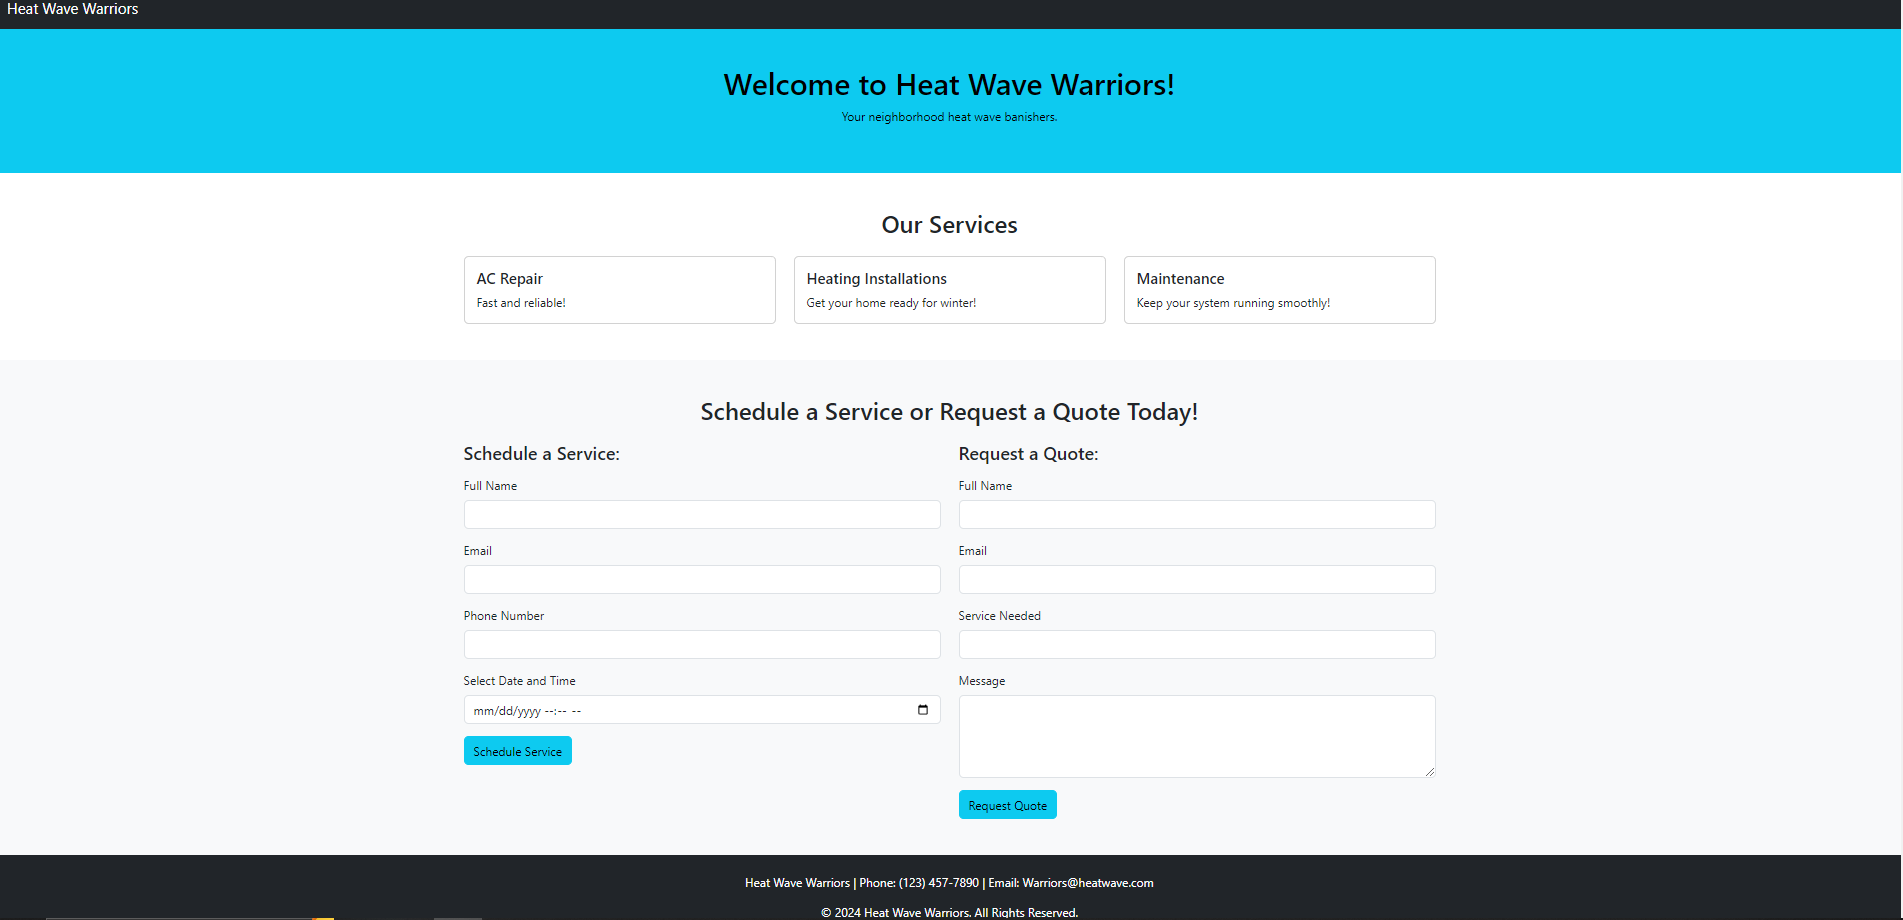 Heat Wave Warriors
Welcome to Heat Wave Warriors!
Your neighborhood heat wave banishers.
Our Services
AC Repair
Fast and reliable!
Heating Installations
Get your home ready for winter!
Maintenance
Keep your system running smoothly!
Schedule a Service or Request a Quote Today!
Schedule a Service:
Full Name
Email
Phone Number
Select Date and Time
mm/dd/yyyy --:-- --
Schedule Service
Request a Quote:
Full Name
Email
Service Needed
Message
Request Quote
Heat Wave Warriors | Phone: (123) 457-7890 | Email: Warriors@heatwave.com
© 2024 Heat Wave Warriors. All Rights Reserved.